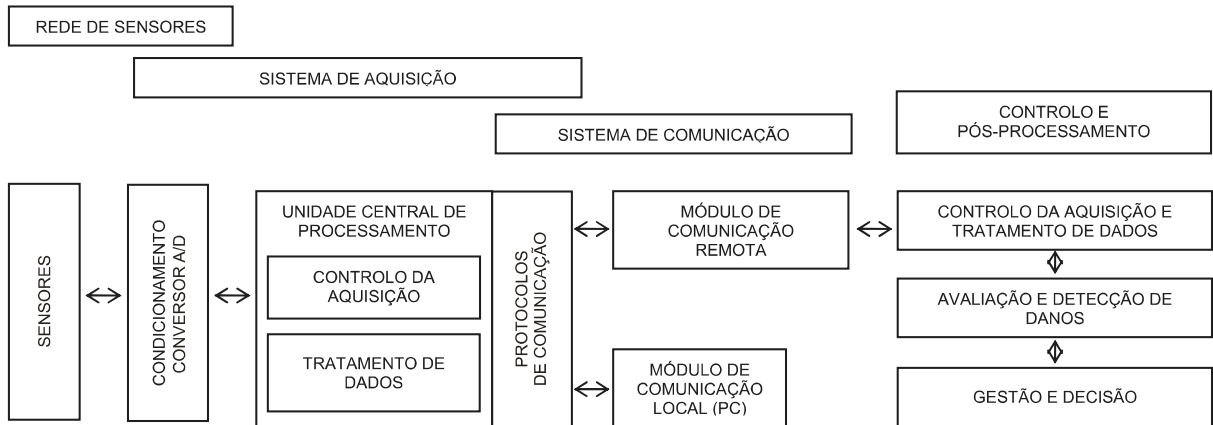 REDE DE SENSORES
SISTEMA DE AQUISIÇÃO
SISTEMA DE COMUNICAÇÃO
CONTROLO E
PÓS-PROCESSAMENTO
SENSORES
CONDICIONAMENTO
CONVERSOR A/D
UNIDADE CENTRAL DE
PROCESSAMENTO
CONTROLO DA
AQUISIÇÃO
TRATAMENTO DE
DADOS
PROTOCOLOS
DE COMUNICAÇÃO
MÓDULO DE
COMUNICAÇÃO
REMOTA
MÓDULO DE
COMUNICAÇÃO
LOCAL (PC)
CONTROLO DA AQUISIÇÃO E
TRATAMENTO DE DADOS
AVALIAÇÃO E DETECÇÃO DE
DANOS
GESTÃO E DECISÃO